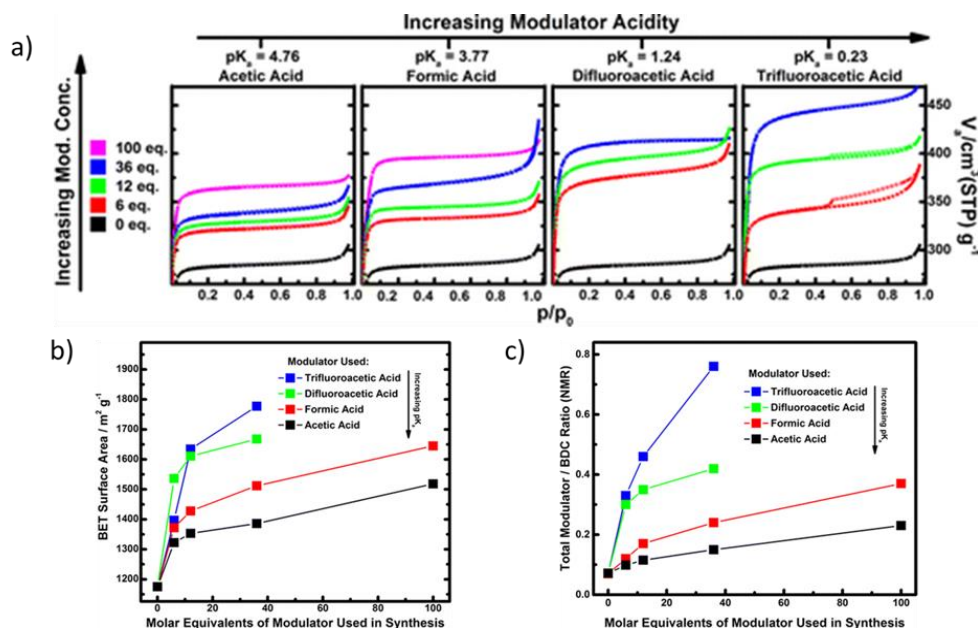 a)
Increasing Modulator Acidity
pKa = 4.76
Acetic Acid
pKa = 3.77
Formic Acid
pKa = 1.24
Difluoroacetic Acid
pKa = 0.23
Trifluoroacetic Acid
Increasing Mod. Conc.
100 eq.
36 eq.
12 eq.
6 eq.
0 eq.
450
400
350
300
Va/cm³(STP) g⁻¹
0.2 0.4 0.6 0.8 0.2 0.4 0.6 0.8 0.2 0.4 0.6 0.8 0.2 0.4 0.6 0.8 1.0
p/p0
b)
BET Surface Area / m² g⁻¹
1900
1800
1700
1600
1500
1400
1300
1200
Modulator Used:
Trifluoroacetic Acid
Difluoroacetic Acid
Formic Acid
Acetic Acid
Increasing pKa
0 20 40 60 80 100
Molar Equivalents of Modulator Used in Synthesis
c)
Total Modulator / BDC Ratio (NMR)
0.8
0.6
0.4
0.2
0.0
Modulator Used:
Trifluoroacetic Acid
Difluoroacetic Acid
Formic Acid
Acetic Acid
Increasing pKa
0 20 40 60 80 100
Molar Equivalents of Modulator Used in Synthesis